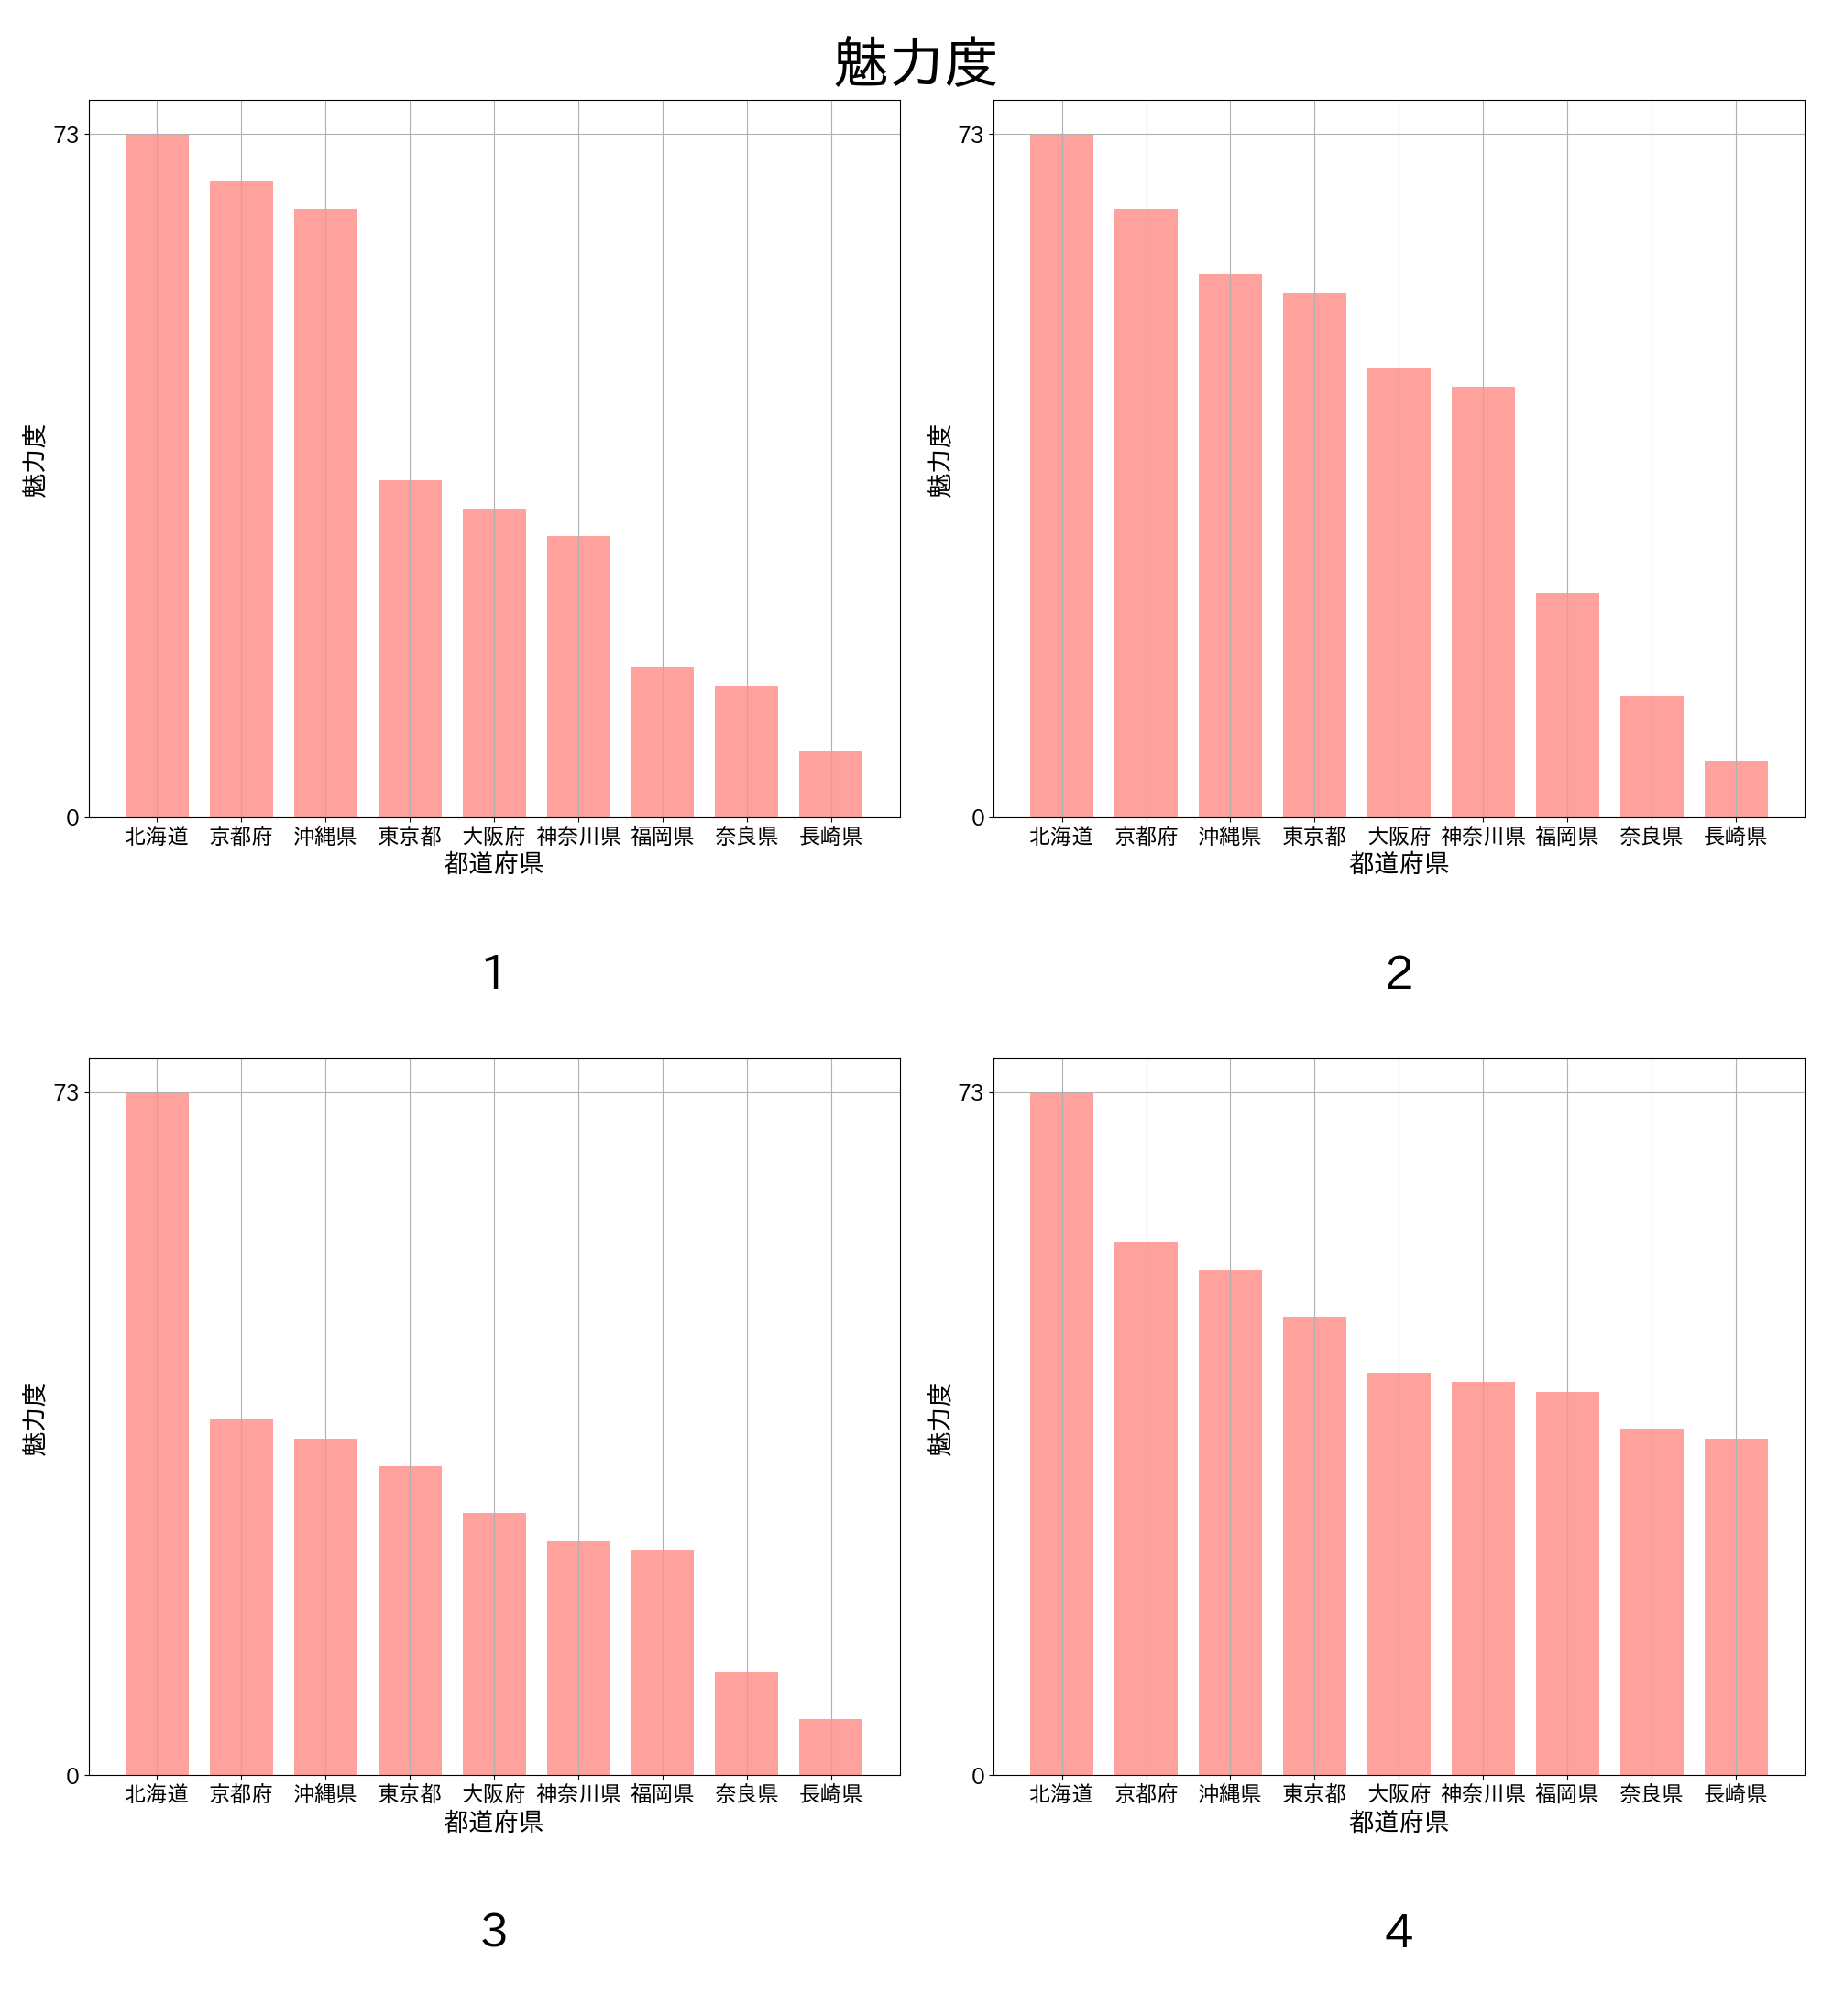 魅力度
73
0
魅力度
北海道 京都府 沖縄県 東京都 大阪府 神奈川県 福岡県 奈良県 長崎県
都道府県
1
73
0
魅力度
北海道 京都府 沖縄県 東京都 大阪府 神奈川県 福岡県 奈良県 長崎県
都道府県
2
73
0
魅力度
北海道 京都府 沖縄県 東京都 大阪府 神奈川県 福岡県 奈良県 長崎県
都道府県
3
73
0
魅力度
北海道 京都府 沖縄県 東京都 大阪府 神奈川県 福岡県 奈良県 長崎県
都道府県
4